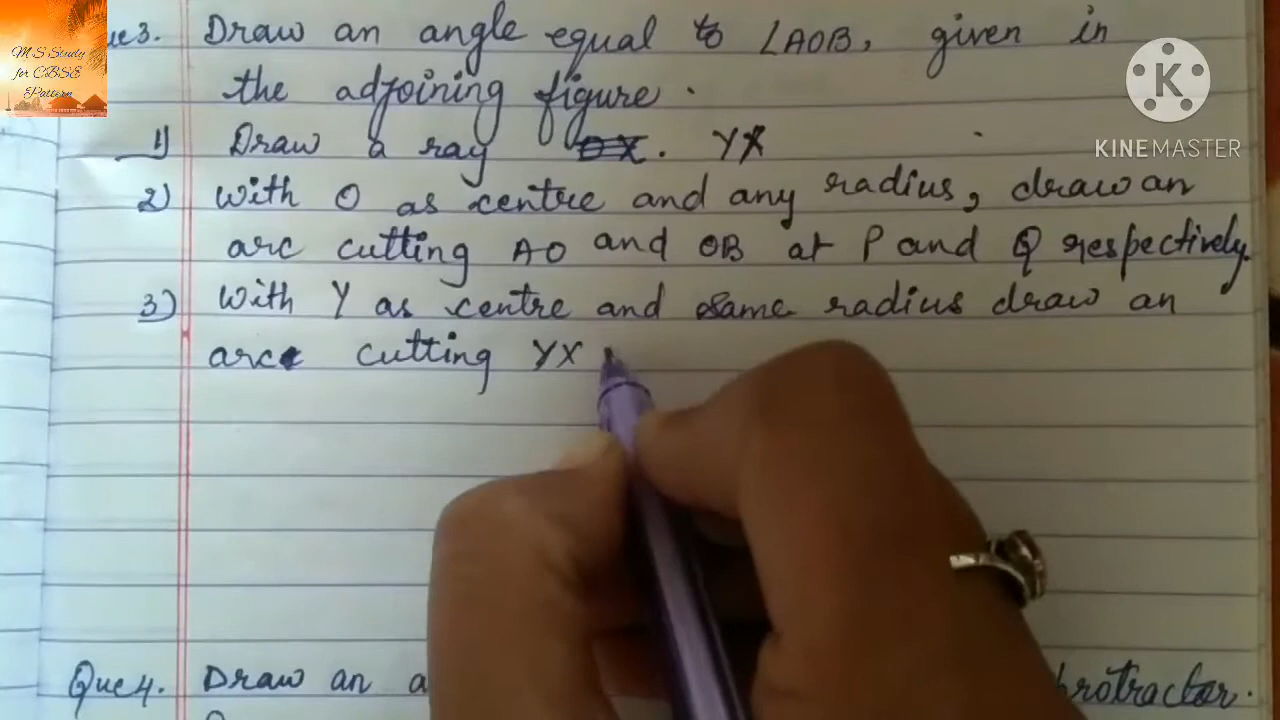 M S Study
for CBSE
Pattern
ue3. Draw an angle equal to ∠AOB, given in
the adjoining figure.
KINEMASTER
1) Draw a ray YX
2) With O as centre and any radius, draw an
arc cutting AO and OB at P and Q respectively.
3) With Y as centre and same radius draw an
arc cutting YX
Que4. Draw an a protractor.